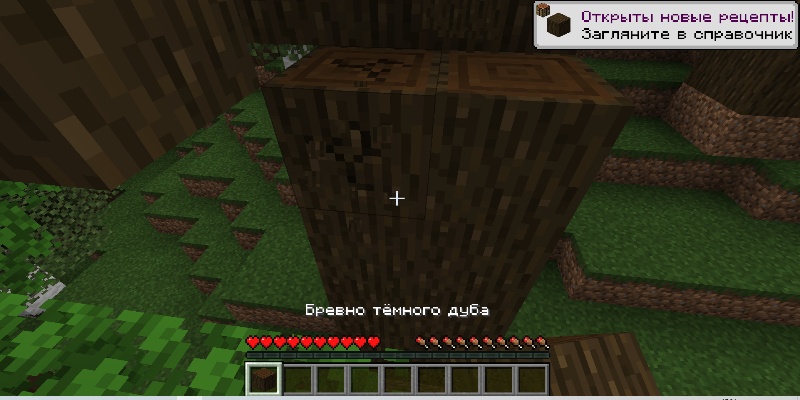 Открыты новые рецепты!
Загляните в справочник
Бревно тёмного дуба